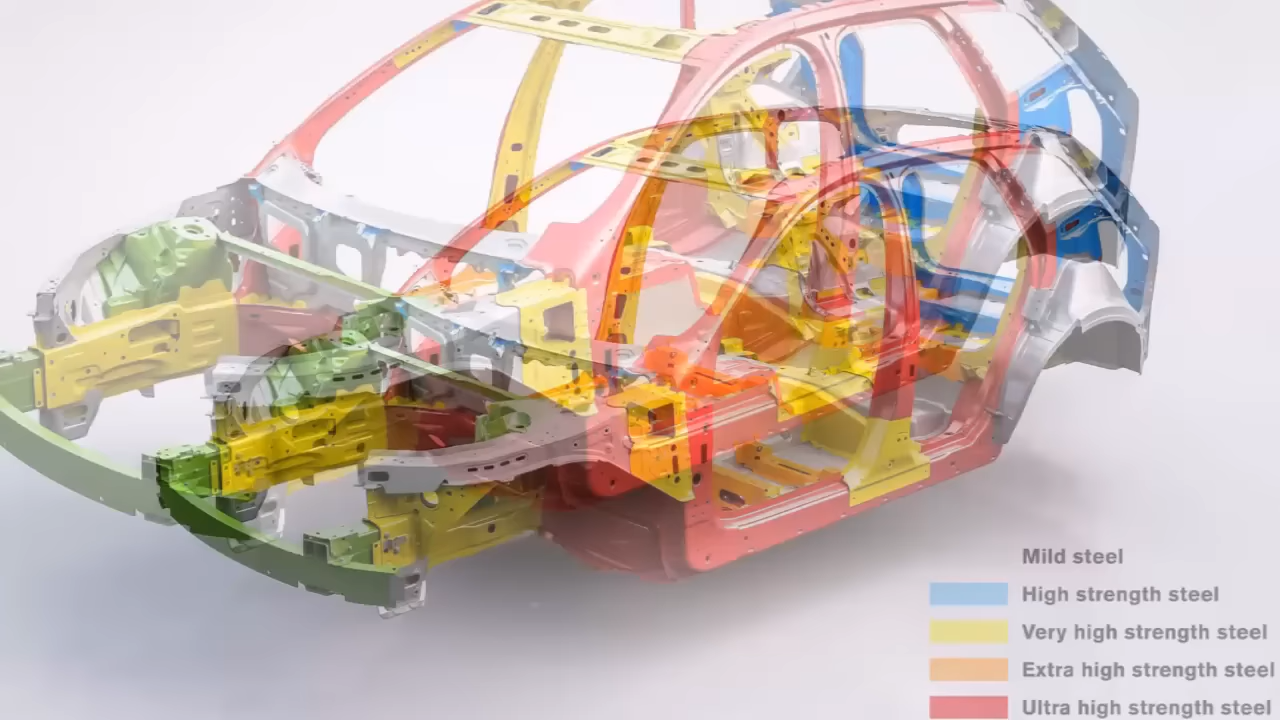 Mild steel
High strength steel
Very high strength steel
Extra high strength steel
Ultra high strength steel